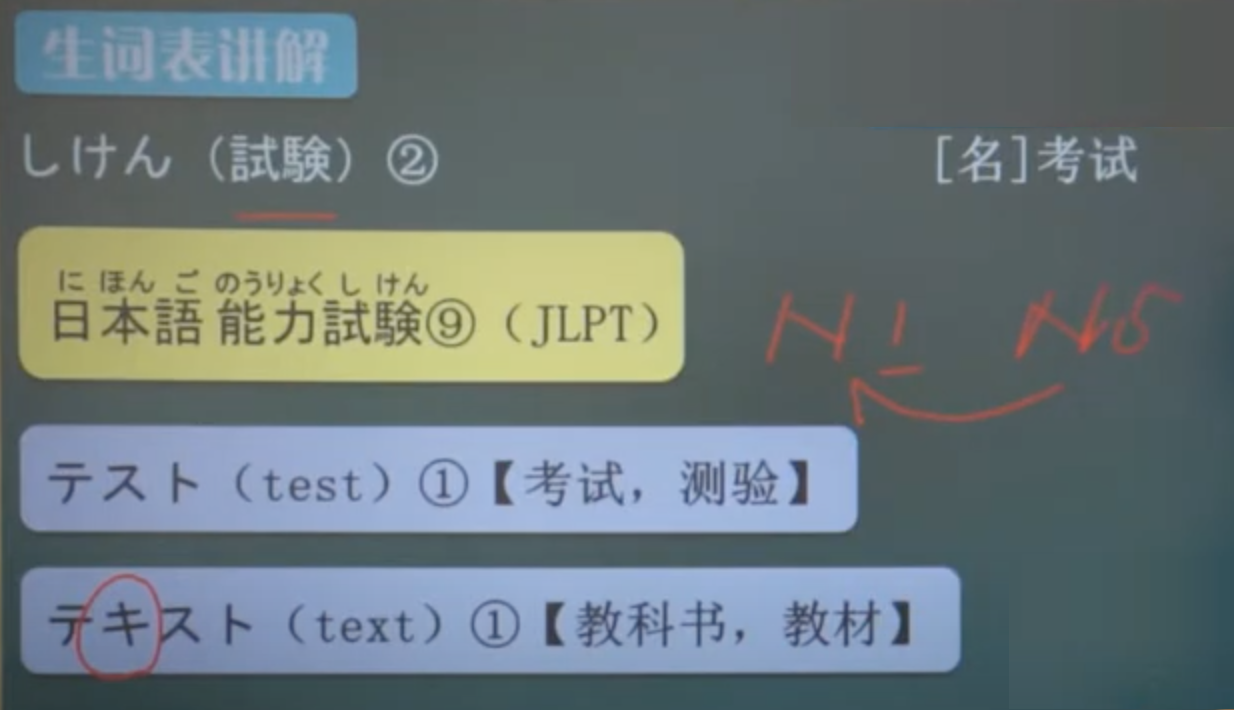 生词表讲解
しけん（試験）② [名]考试
に ほん ご のうりょく し けん
日本語能力試験⑨（JLPT）
N1 N5
テスト（test）①【考试，测验】
テキスト（text）①【教科书，教材】